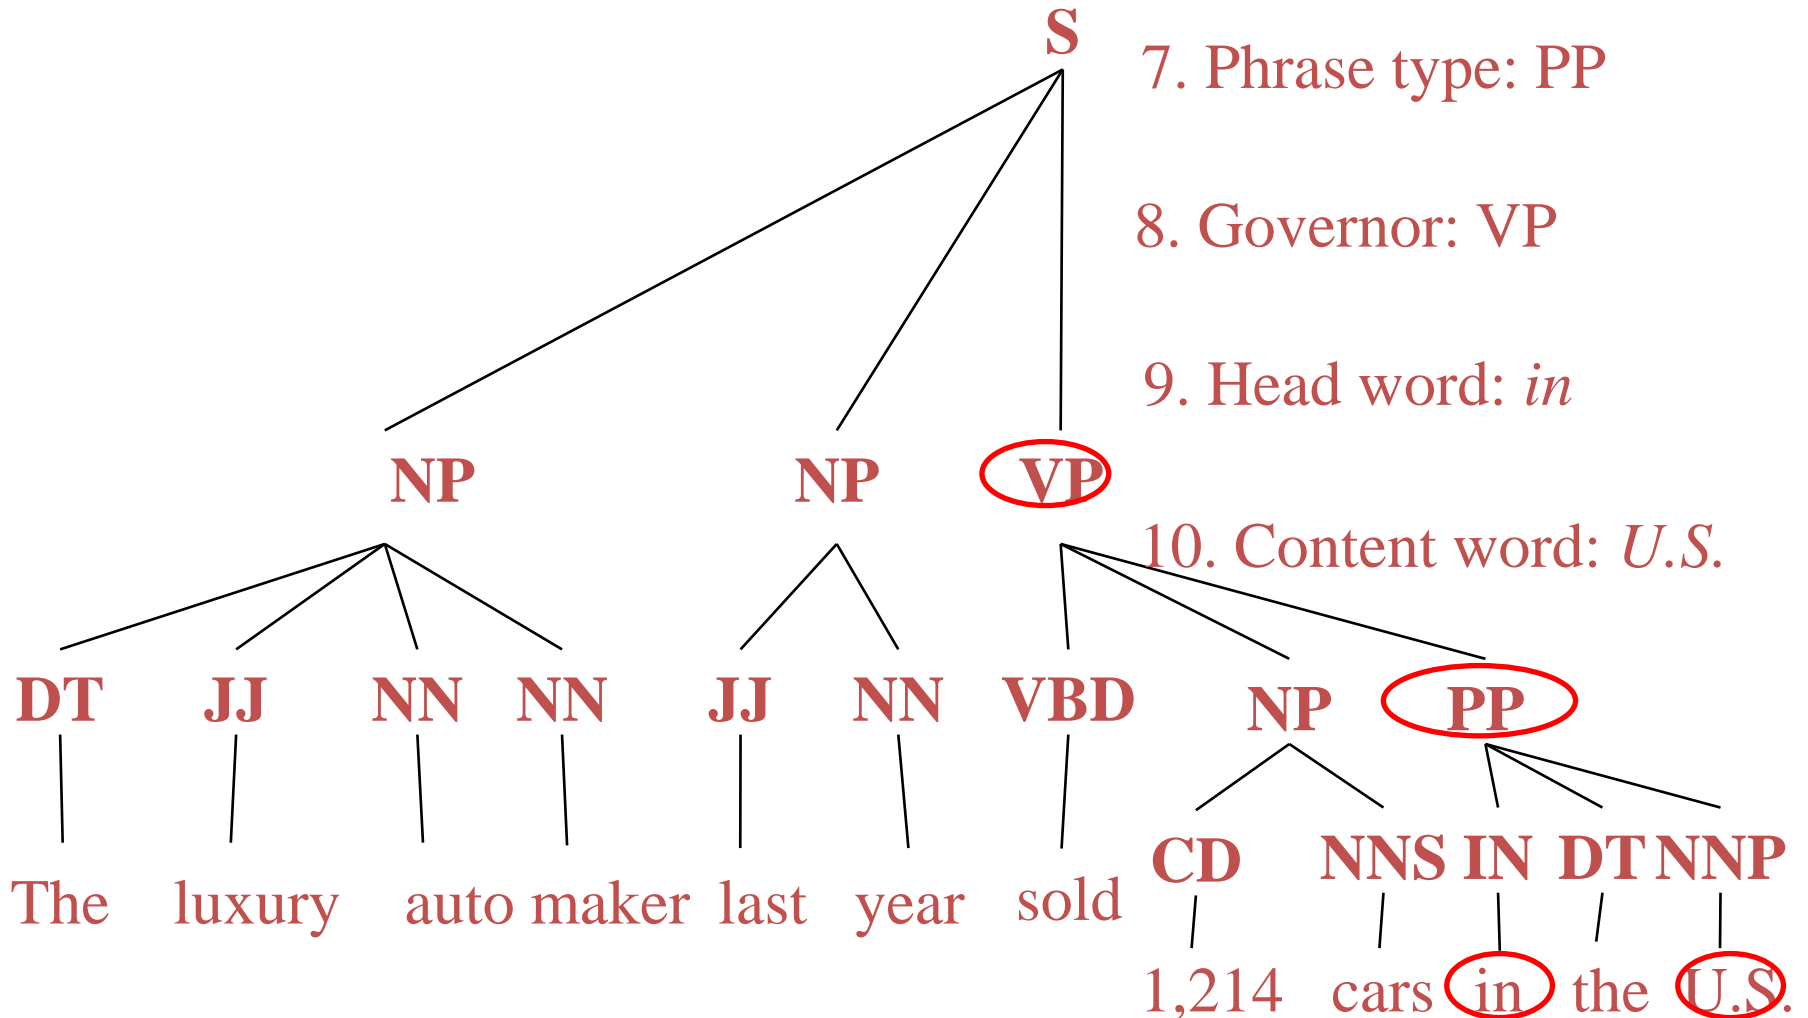 S
7. Phrase type: PP
8. Governor: VP
9. Head word: in
NP NP VP
10. Content word: U.S.
DT JJ NN NN JJ NN VBD NP PP
CD NNS IN DT NNP
The luxury auto maker last year sold
1,214 cars in the U.S.